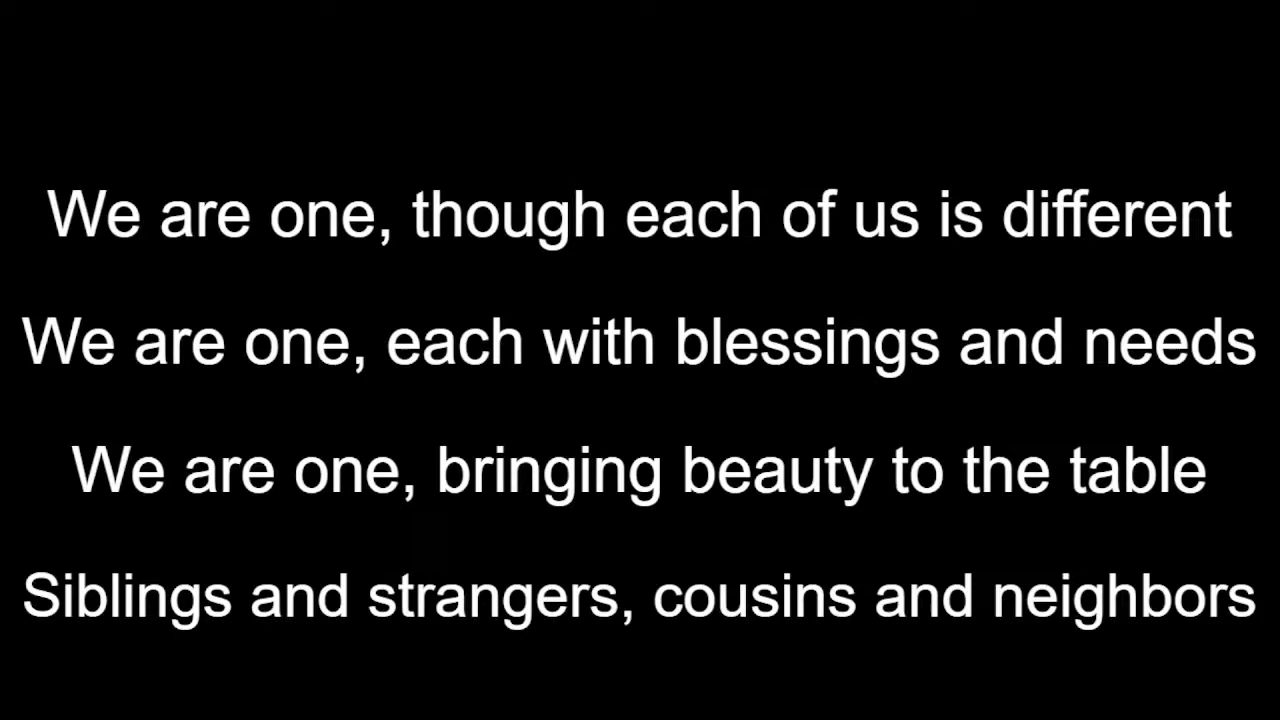 We are one, though each of us is different
We are one, each with blessings and needs
We are one, bringing beauty to the table
Siblings and strangers, cousins and neighbors